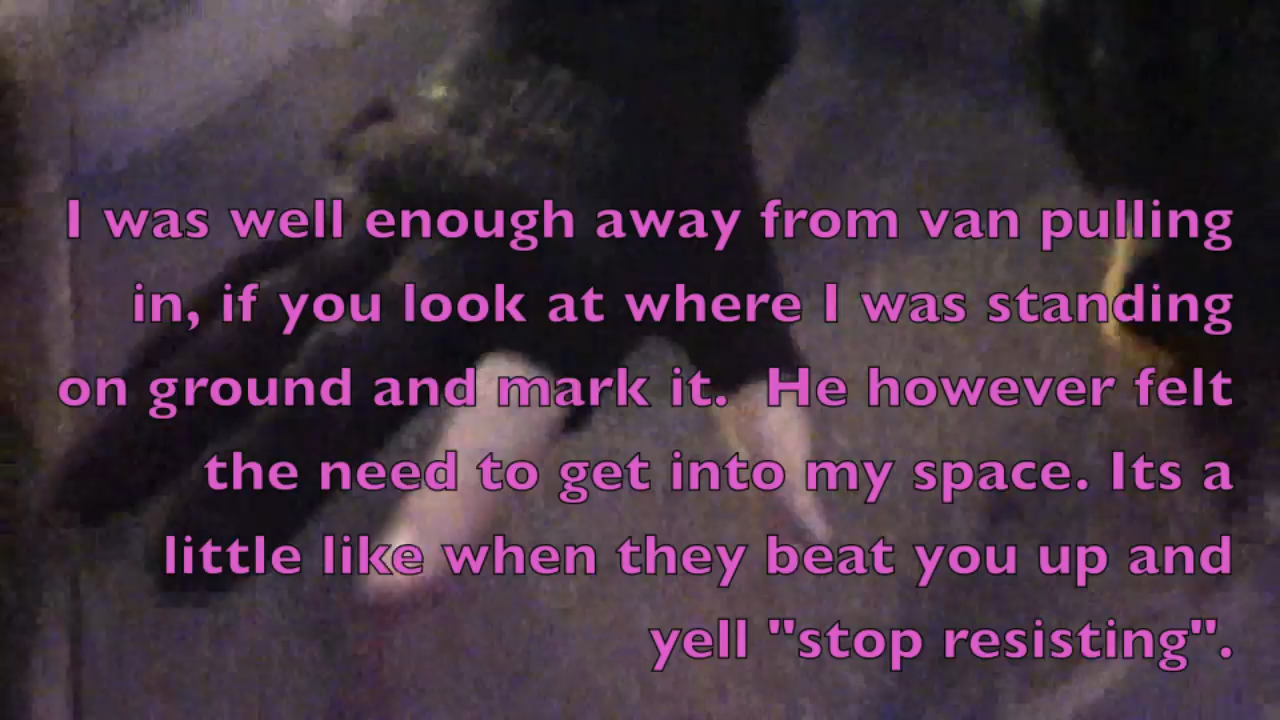 I was well enough away from van pulling
in, if you look at where I was standing
on ground and mark it.  He however felt
the need to get into my space. Its a
little like when they beat you up and
yell "stop resisting".